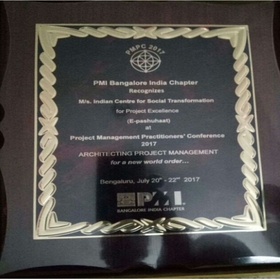 PMPC 2017
PMI Bangalore India Chapter
Recognizes
M/s. Indian Centre for Social Transformation
for Project Excellence
(E-pashuhaat)
at
Project Management Practitioners' Conference
2017
ARCHITECTING PROJECT MANAGEMENT
for a new world order...
Bengaluru, July 20th - 22nd 2017
PMI
BANGALORE INDIA CHAPTER